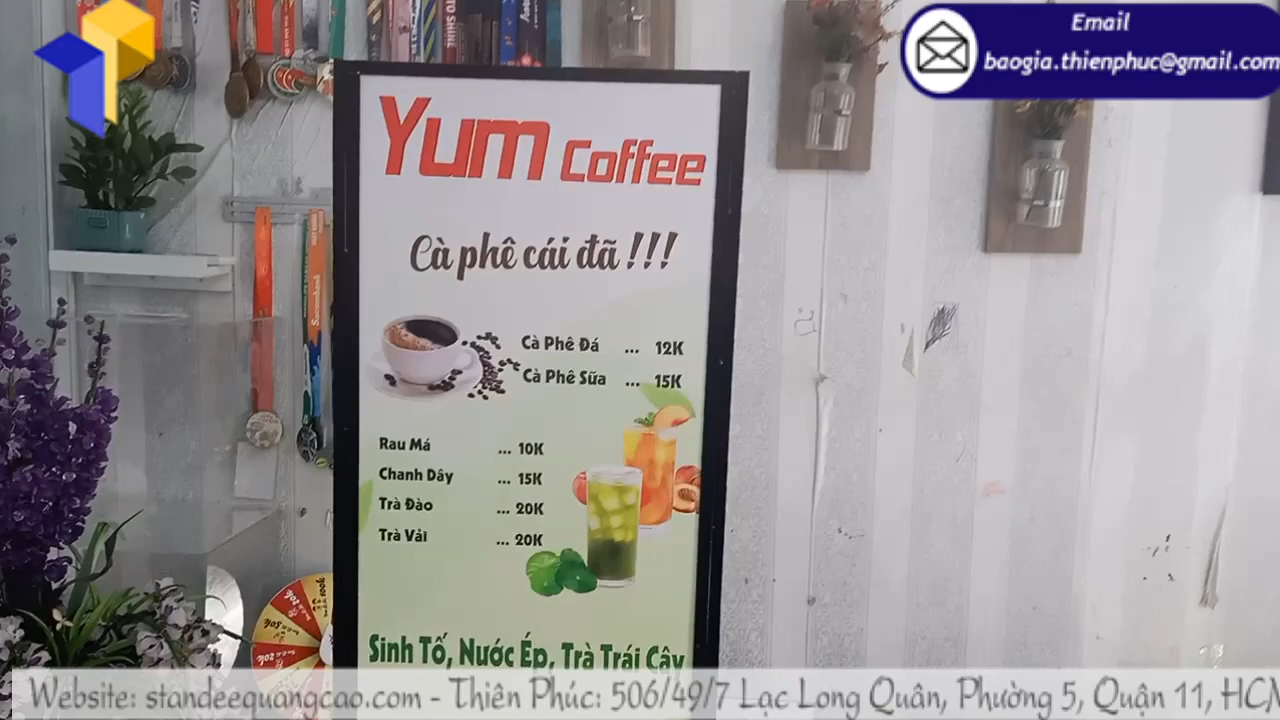 Email
baogia.thienphuc@gmail.com
Yum Coffee
Cà phê cái đã !!!
Cà Phê Đá ... 12K
Cà Phê Sữa ... 15K
Rau Má ... 10K
Chanh Dây ... 15K
Trà Đào ... 20K
Trà Vải ... 20K
Sinh Tố, Nước Ép, Trà Trái Cây
Website: standeequangcao.com - Thiên Phúc: 506/49/7 Lạc Long Quân, Phường 5, Quận 11, HCM